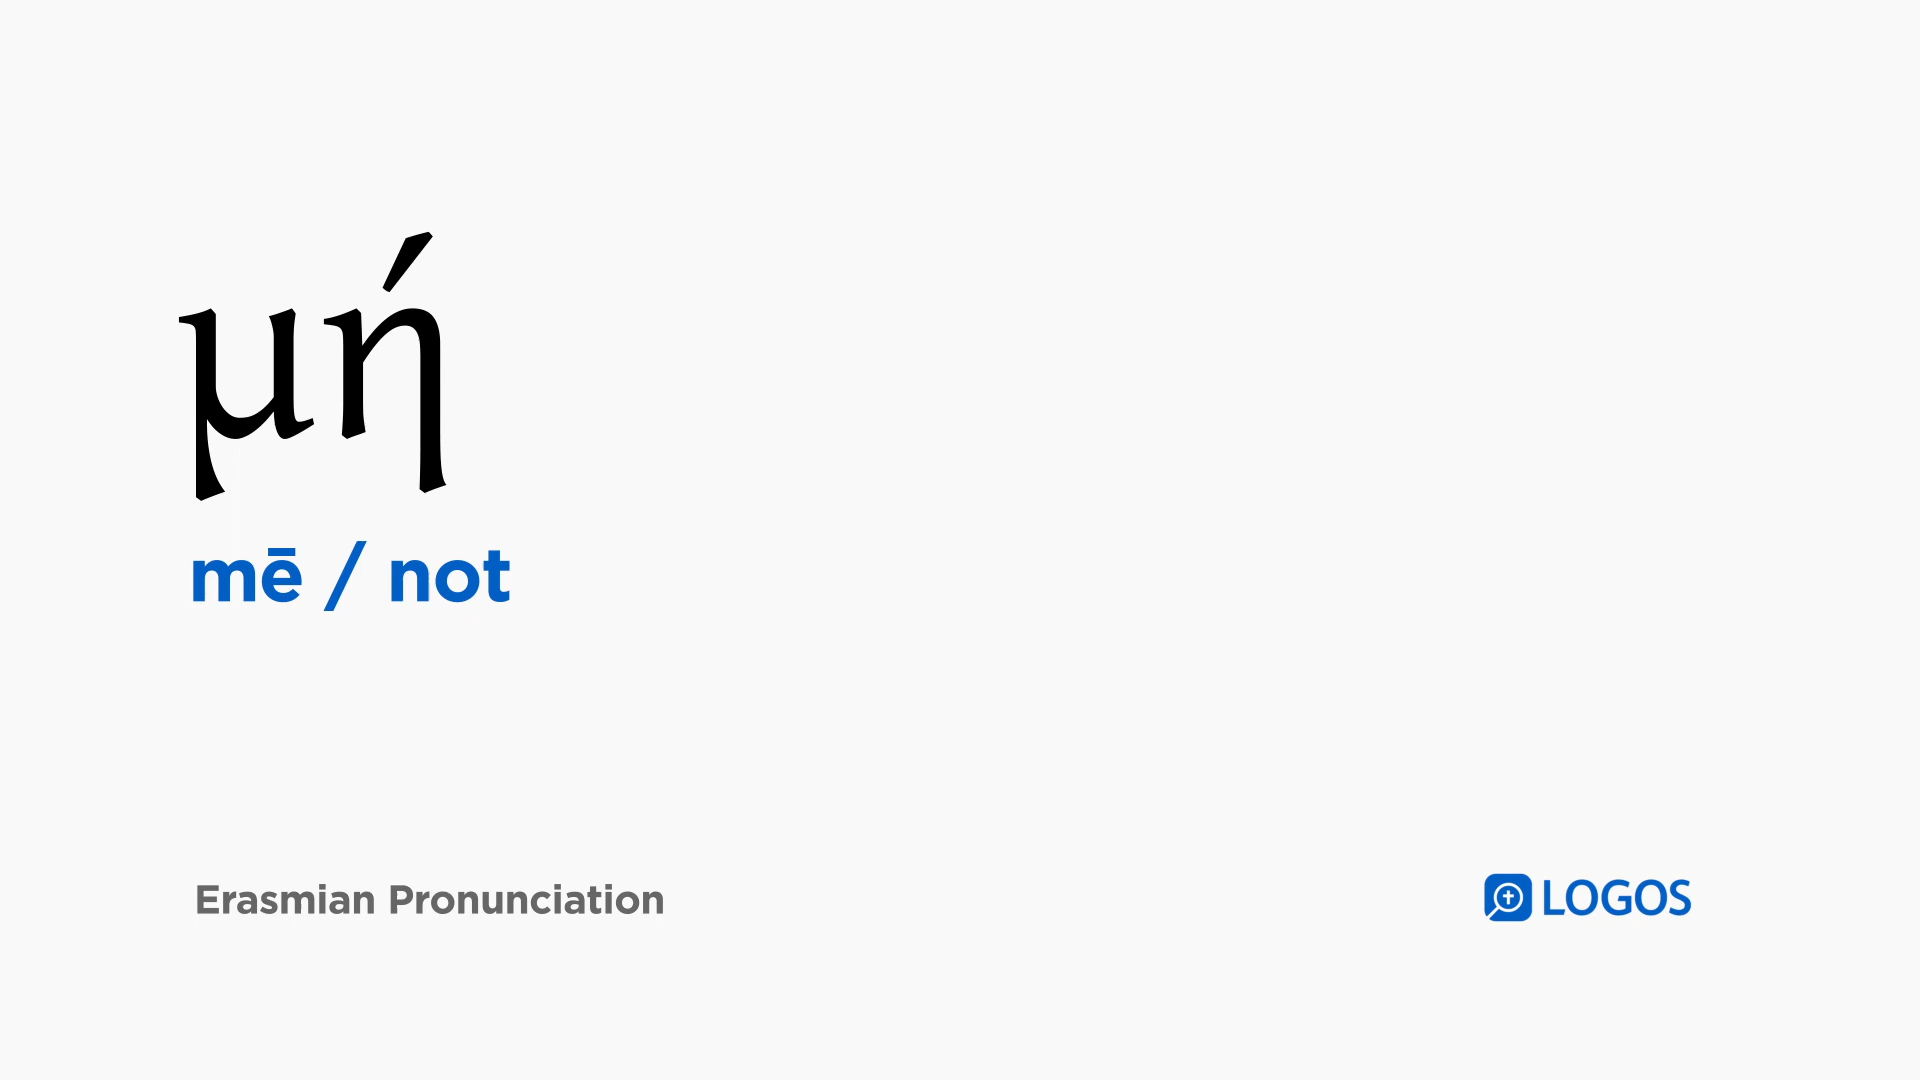 μή
mē / not
Erasmian Pronunciation
LOGOS